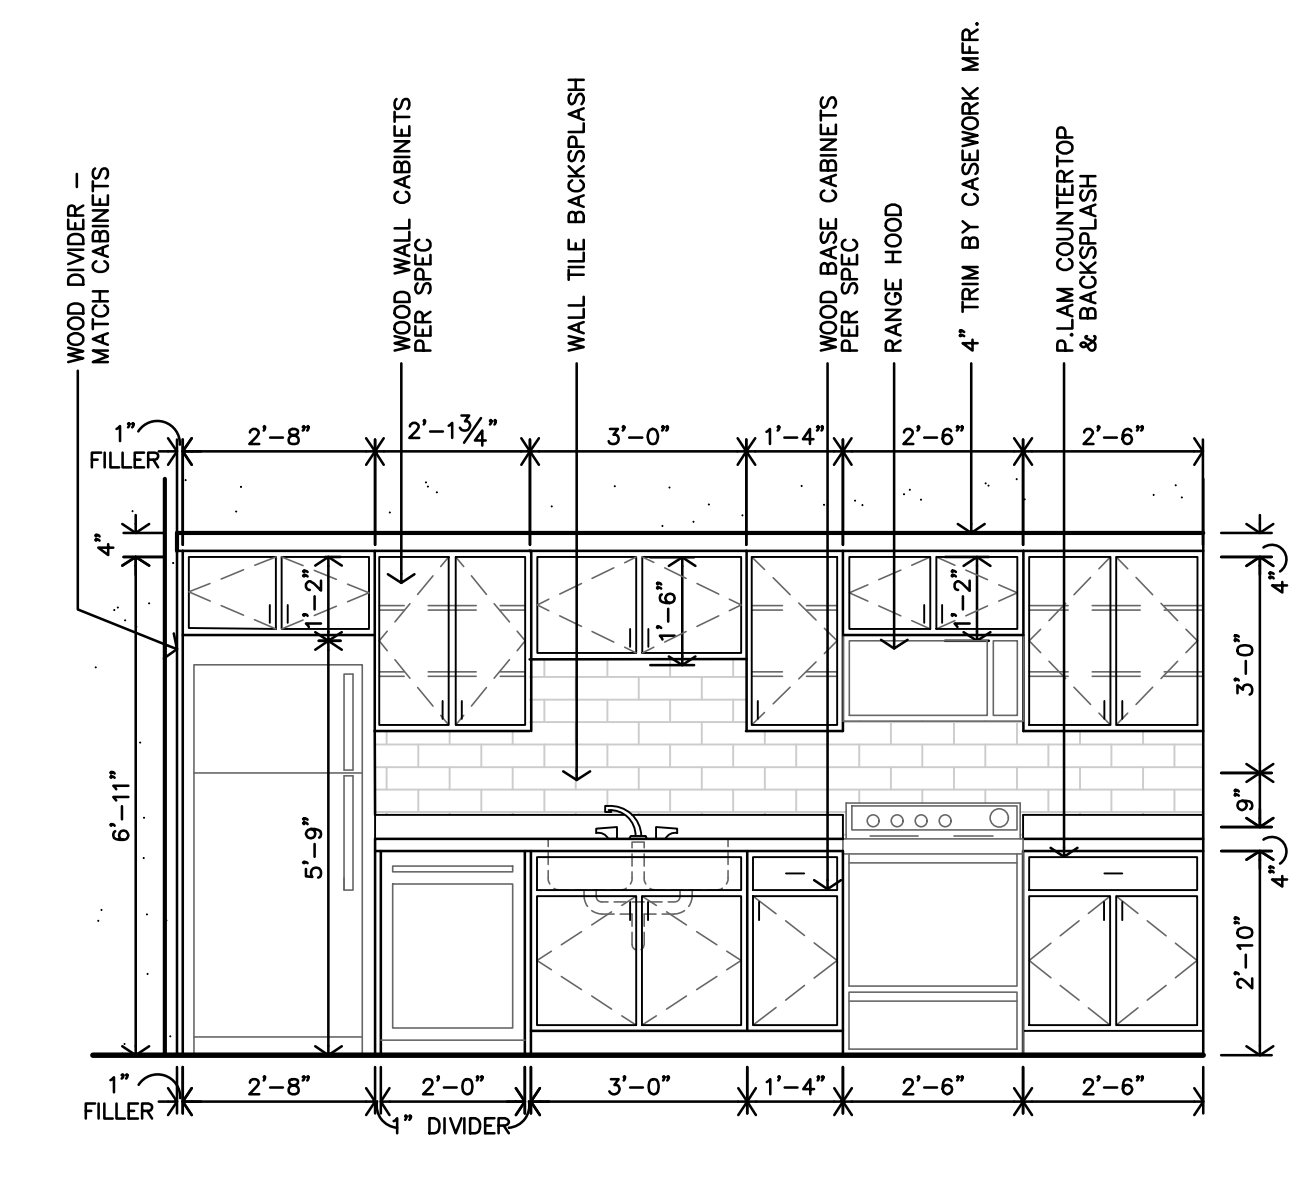 WOOD DIVIDER –
MATCH CABINETS
WOOD WALL CABINETS
PER SPEC
WALL TILE BACKSPLASH
WOOD BASE CABINETS
PER SPEC
RANGE HOOD
4" TRIM BY CASEWORK MFR.
P.LAM COUNTERTOP
& BACKSPLASH
1"
FILLER
2'-8"
2'-1 3/4"
3'-0"
1'-4"
2'-6"
2'-6"
4"
1'-2"
1'-6"
1'-2"
4"
3'-0"
6'-11"
5'-9"
9"
4"
2'-10"
1"
FILLER
2'-8"
2'-0"
3'-0"
1'-4"
2'-6"
2'-6"
1" DIVIDER